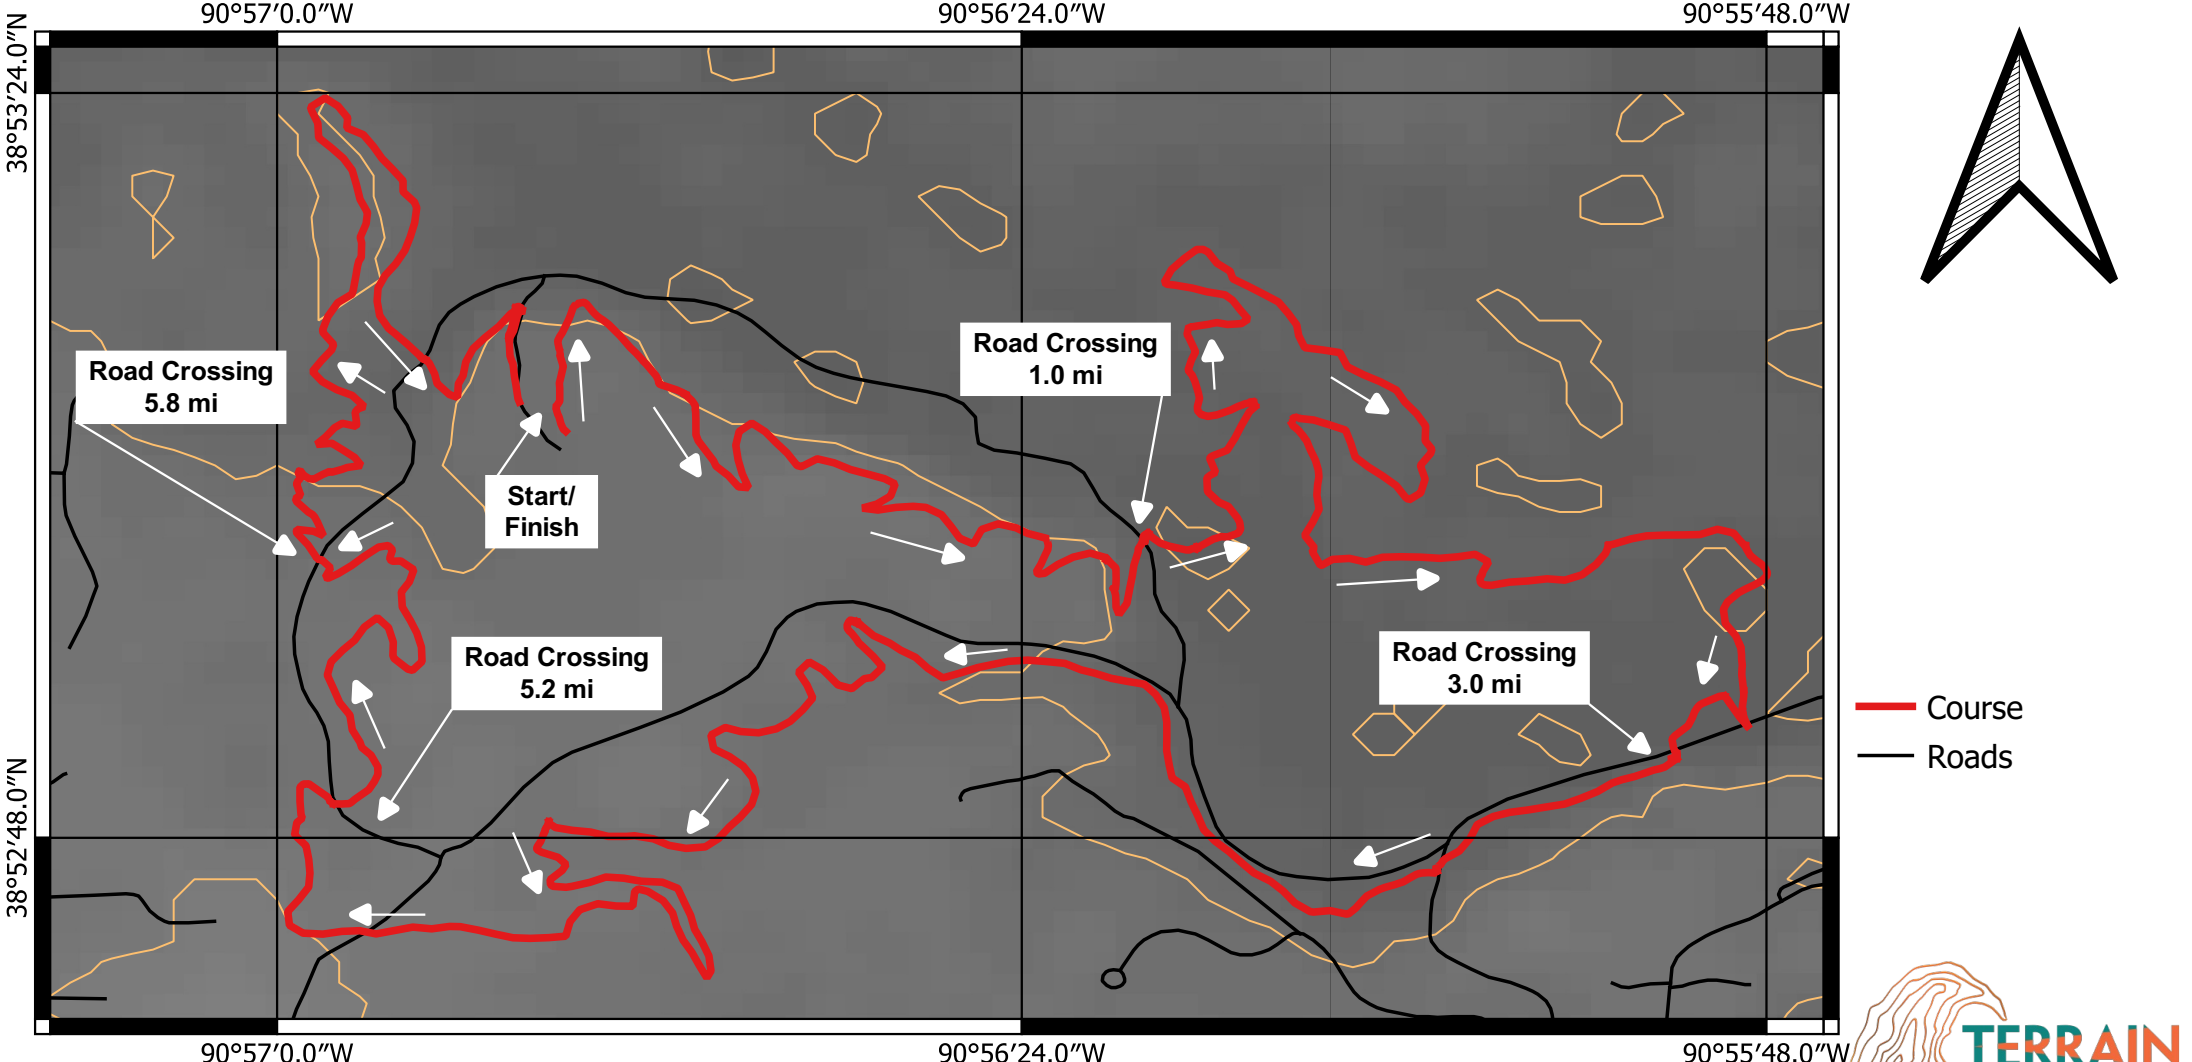 90°57′0.0″W 90°56′24.0″W 90°55′48.0″W
38°53′24.0″N
Road Crossing
1.0 mi
Road Crossing
5.8 mi
Start/
Finish
Road Crossing
5.2 mi
Road Crossing
3.0 mi
Course
Roads
38°52′48.0″N
90°57′0.0″W 90°56′24.0″W 90°55′48.0″W
TERRAIN